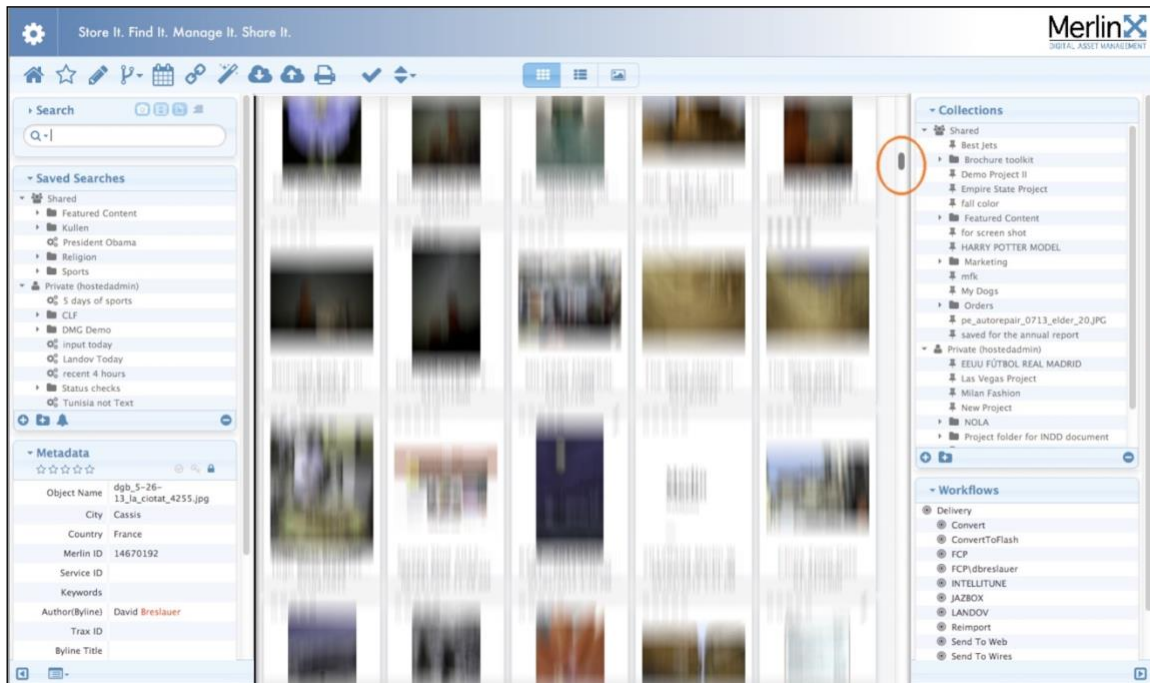 Store It. Find It. Manage It. Share It.
MerlinX
DIGITAL ASSET MANAGEMENT
Search
Saved Searches
Shared
Featured Content
Kullen
President Obama
Religion
Sports
Private (hostedadmin)
5 days of sports
CLF
DMG Demo
input today
Landov Today
recent 4 hours
Status checks
Tunisia not Text
Metadata
Object Name dgb_5-26-
13_la_ciotat_4255.jpg
City Cassis
Country France
Merlin ID 14670192
Service ID
Keywords
Author(Byline) David Breslauer
Trax ID
Byline Title
Collections
Shared
Best Jets
Brochure toolkit
Demo Project II
Empire State Project
fall color
Featured Content
for screen shot
HARRY POTTER MODEL
Marketing
mfk
My Dogs
Orders
pe_autorepair_0713_elder_20.JPG
saved for the annual report
Private (hostedadmin)
EEUU FÚTBOL REAL MADRID
Las Vegas Project
Milan Fashion
New Project
NOLA
Project folder for INDD document
Workflows
Delivery
Convert
ConvertToFlash
FCP
FCP\dbreslauer
INTELLITUNE
JAZBOX
LANDOV
Reimport
Send To Web
Send To Wires